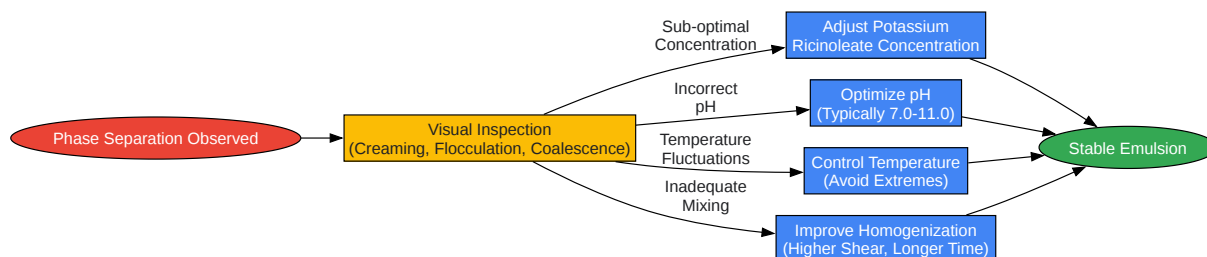 Phase Separation Observed
Visual Inspection
(Creaming, Flocculation, Coalescence)
Sub-optimal
Concentration
Incorrect
pH
Temperature
Fluctuations
Inadequate
Mixing
Adjust Potassium
Ricinoleate Concentration
Optimize pH
(Typically 7.0-11.0)
Control Temperature
(Avoid Extremes)
Improve Homogenization
(Higher Shear, Longer Time)
Stable Emulsion